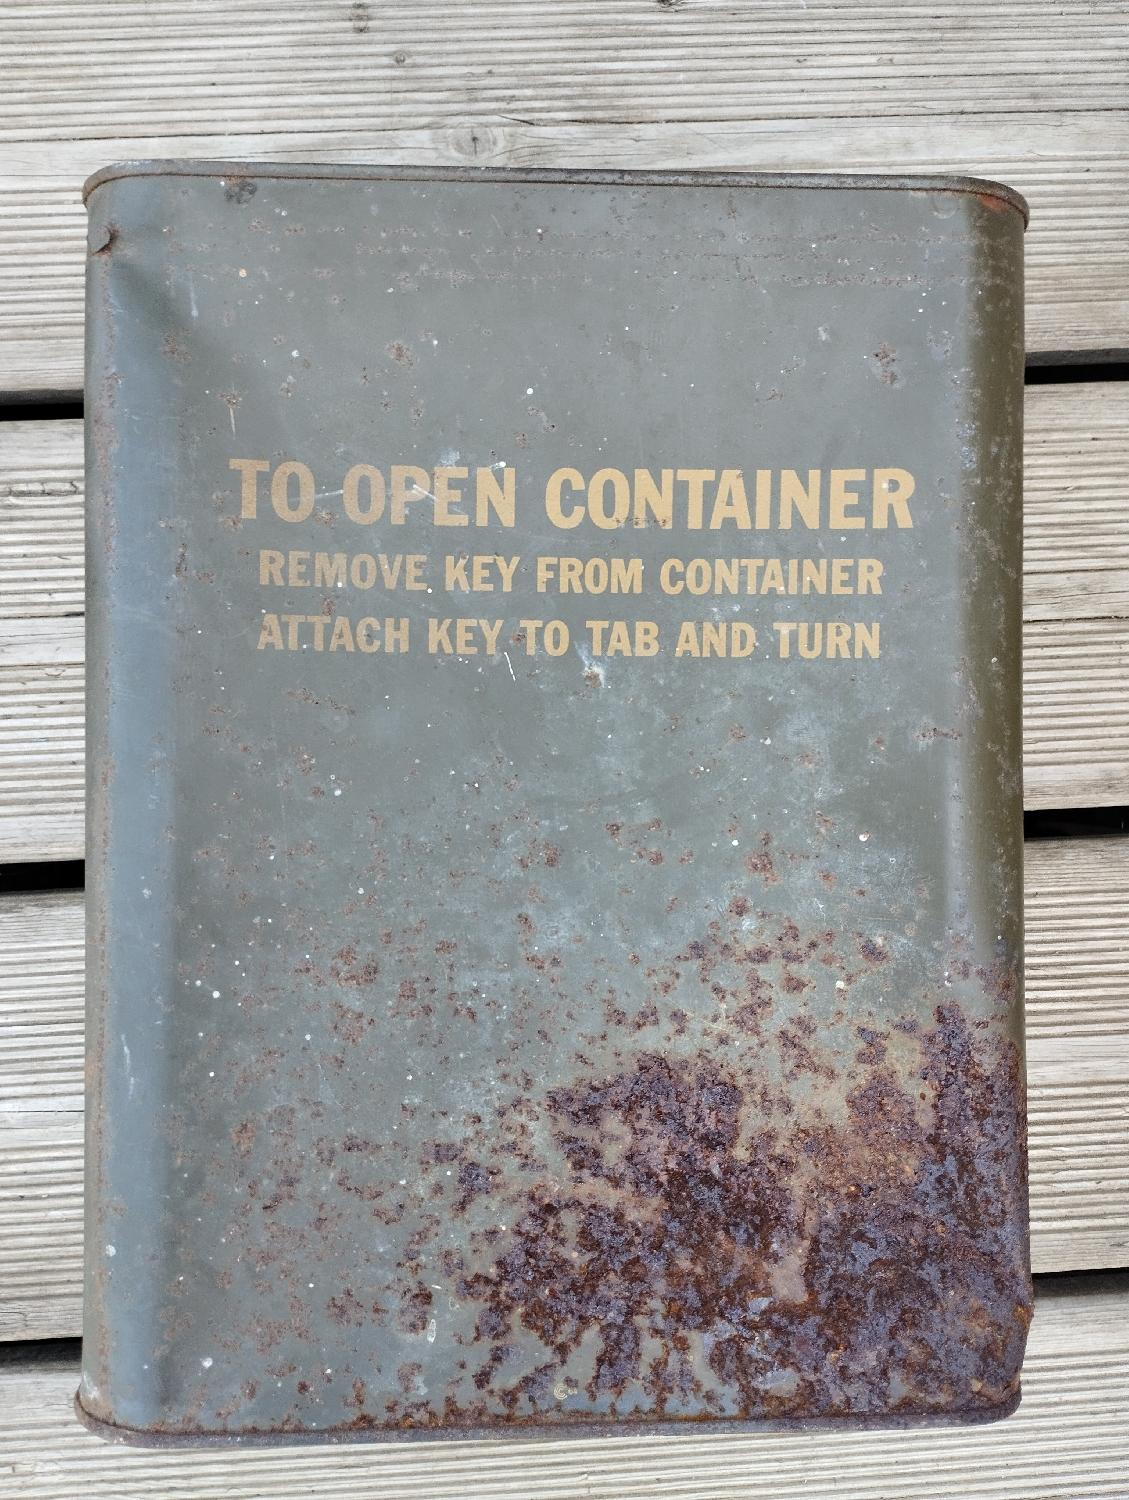 TO OPEN CONTAINER
REMOVE KEY FROM CONTAINER
ATTACH KEY TO TAB AND TURN